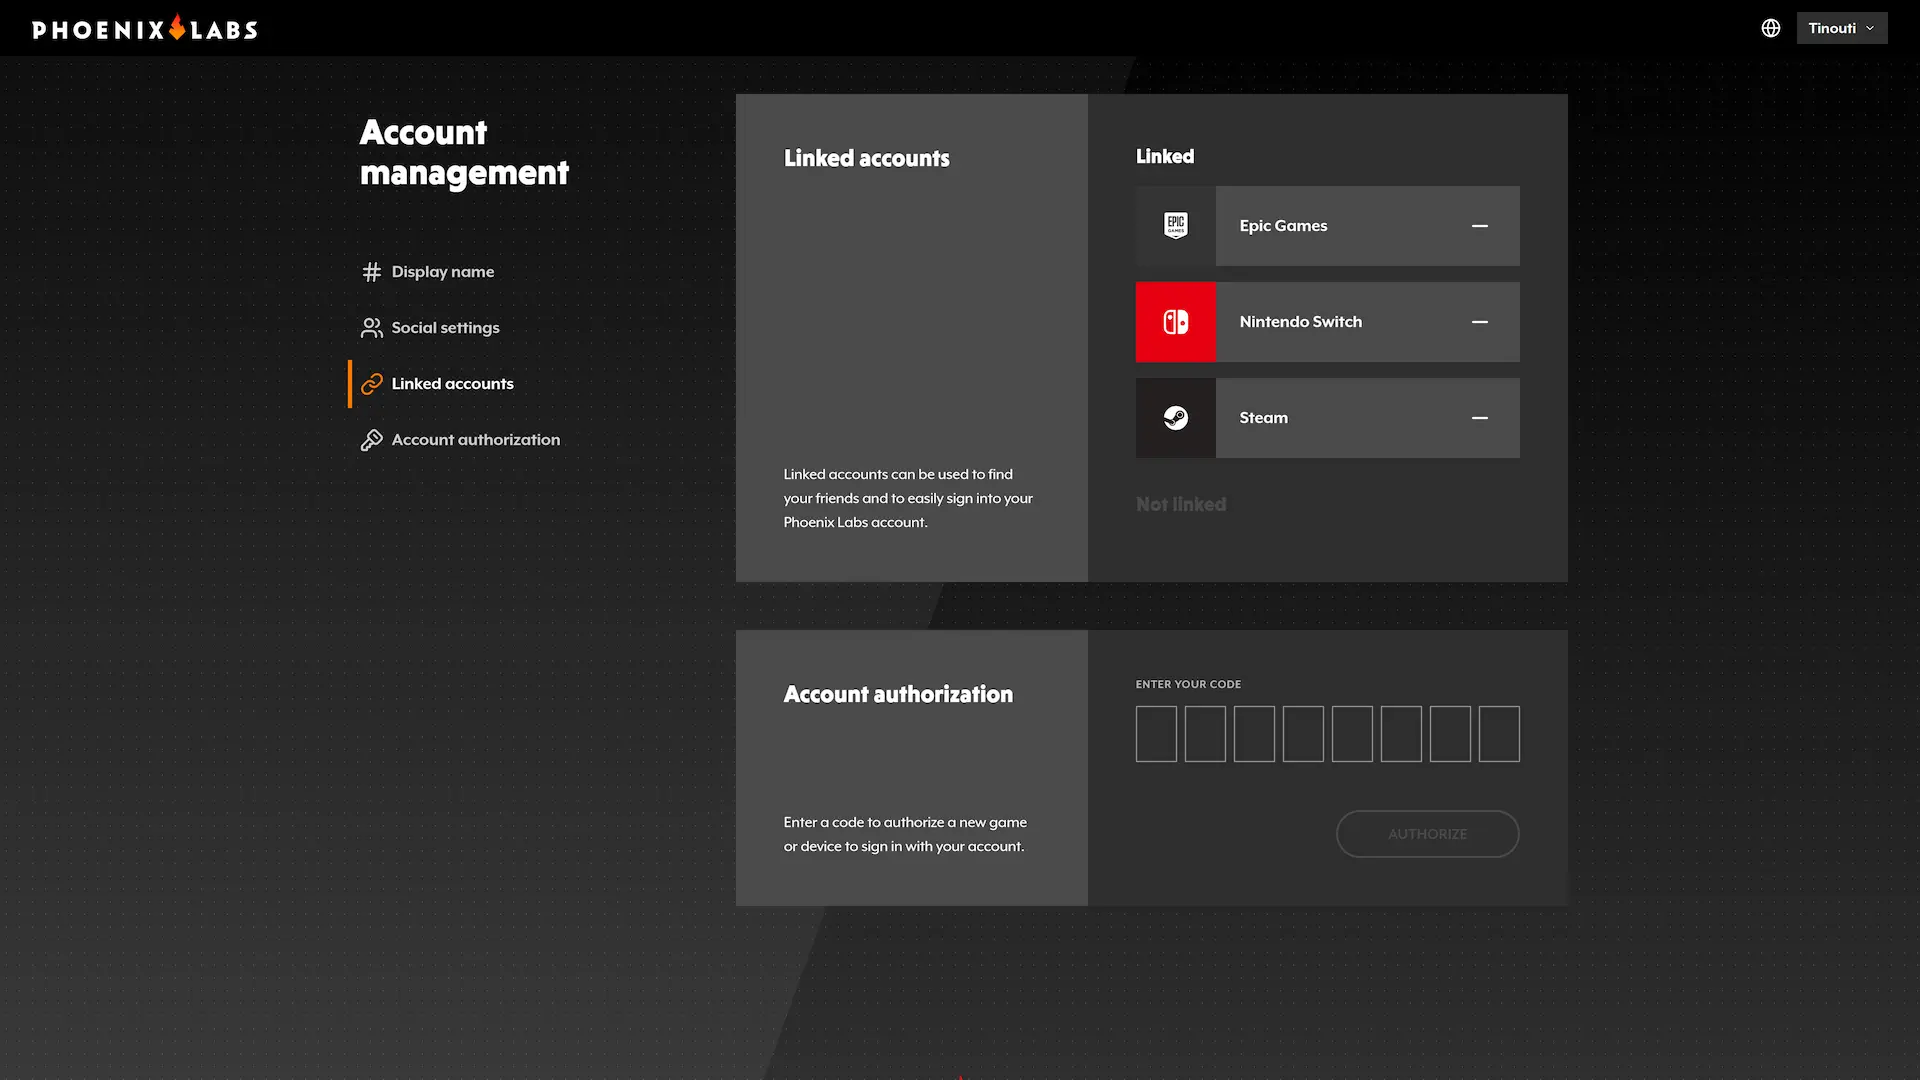 PHOENIX LABS
Tinouti
Account
management
Display name
Social settings
Linked accounts
Account authorization
Linked accounts
Linked accounts can be used to find
your friends and to easily sign into your
Phoenix Labs account.
Linked
EPIC
GAMES
Epic Games
Nintendo Switch
Steam
Not linked
Account authorization
Enter a code to authorize a new game
or device to sign in with your account.
ENTER YOUR CODE
AUTHORIZE